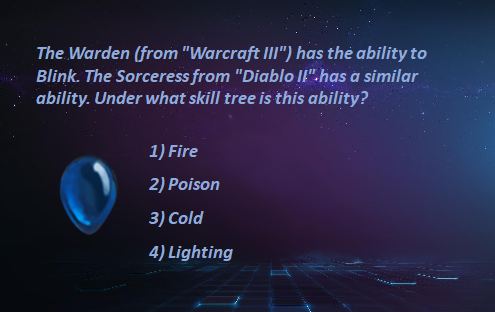 The Warden (from "Warcraft III") has the ability to
Blink. The Sorceress from "Diablo II" has a similar
ability. Under what skill tree is this ability?
1) Fire
2) Poison
3) Cold
4) Lighting